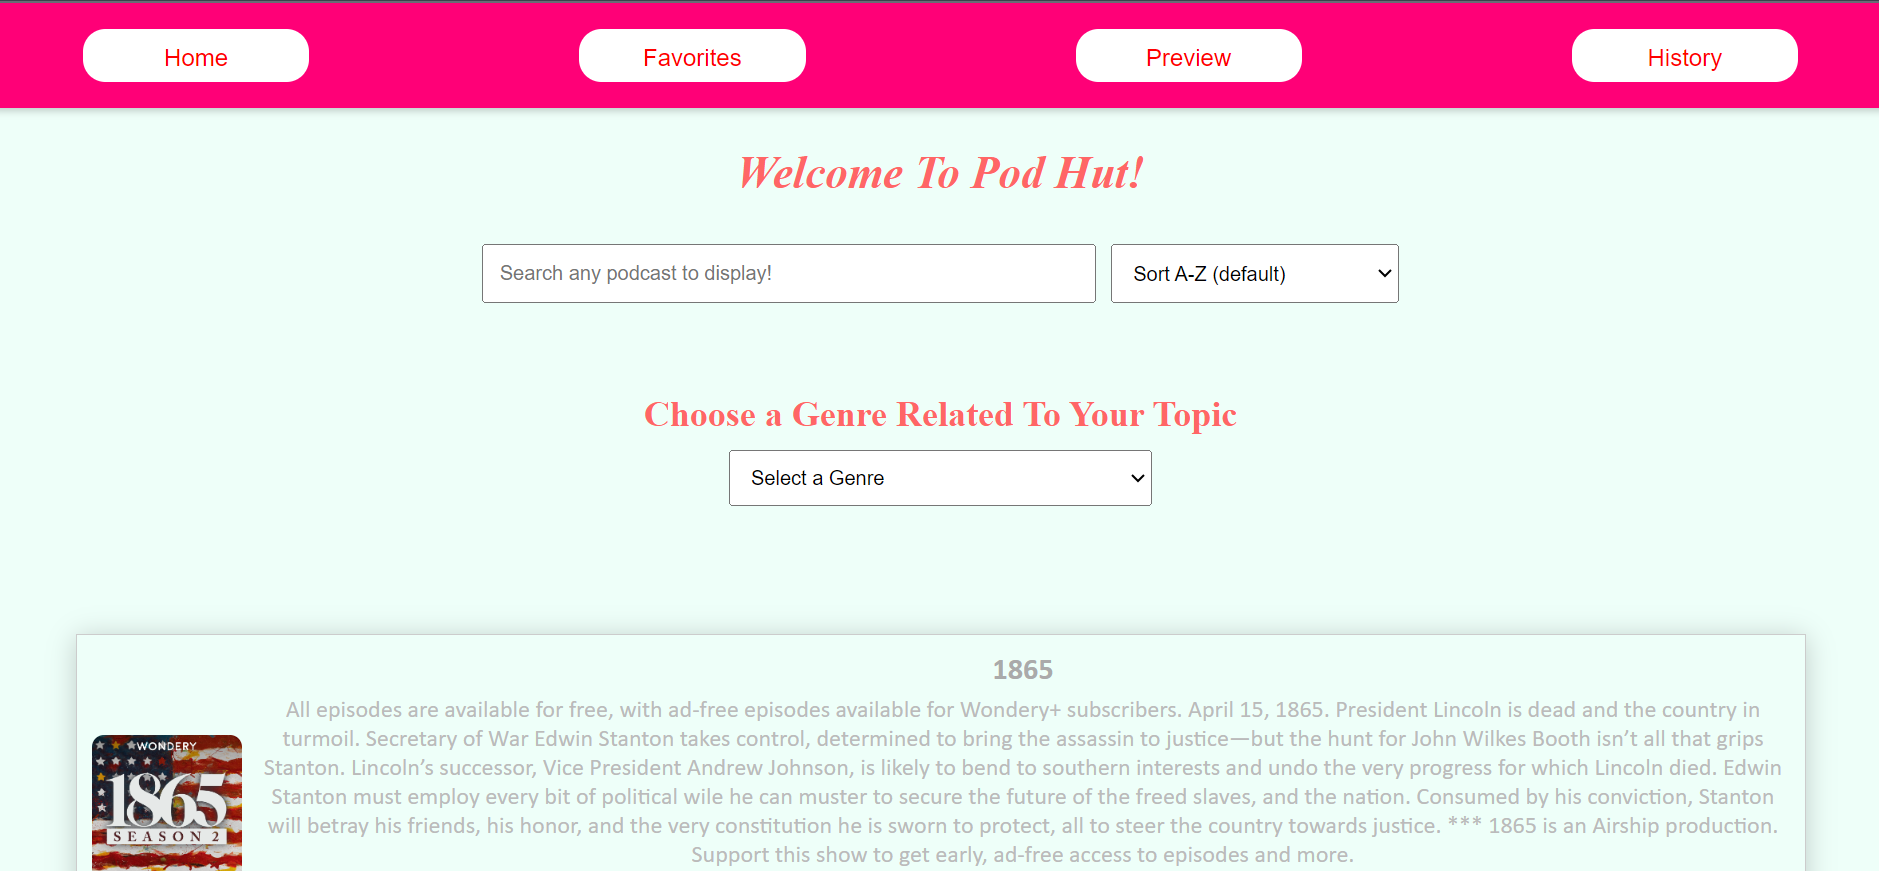 Home Favorites Preview History
Welcome To Pod Hut!
Search any podcast to display! Sort A-Z (default)
Choose a Genre Related To Your Topic
Select a Genre
1865
All episodes are available for free, with ad-free episodes available for Wondery+ subscribers. April 15, 1865. President Lincoln is dead and the country in
turmoil. Secretary of War Edwin Stanton takes control, determined to bring the assassin to justice—but the hunt for John Wilkes Booth isn’t all that grips
Stanton. Lincoln’s successor, Vice President Andrew Johnson, is likely to bend to southern interests and undo the very progress for which Lincoln died. Edwin
Stanton must employ every bit of political wile he can muster to secure the future of the freed slaves, and the nation. Consumed by his conviction, Stanton
will betray his friends, his honor, and the very constitution he is sworn to protect, all to steer the country towards justice. *** 1865 is an Airship production.
Support this show to get early, ad-free access to episodes and more.
WONDERY
1865
SEASON 2